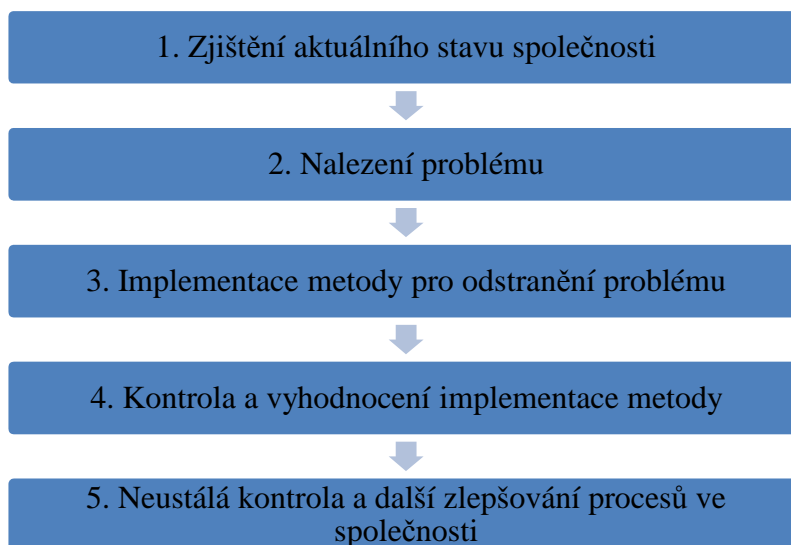 1. Zjištění aktuálního stavu společnosti
2. Nalezení problému
3. Implementace metody pro odstranění problému
4. Kontrola a vyhodnocení implementace metody
5. Neustálá kontrola a další zlepšování procesů ve
společnosti